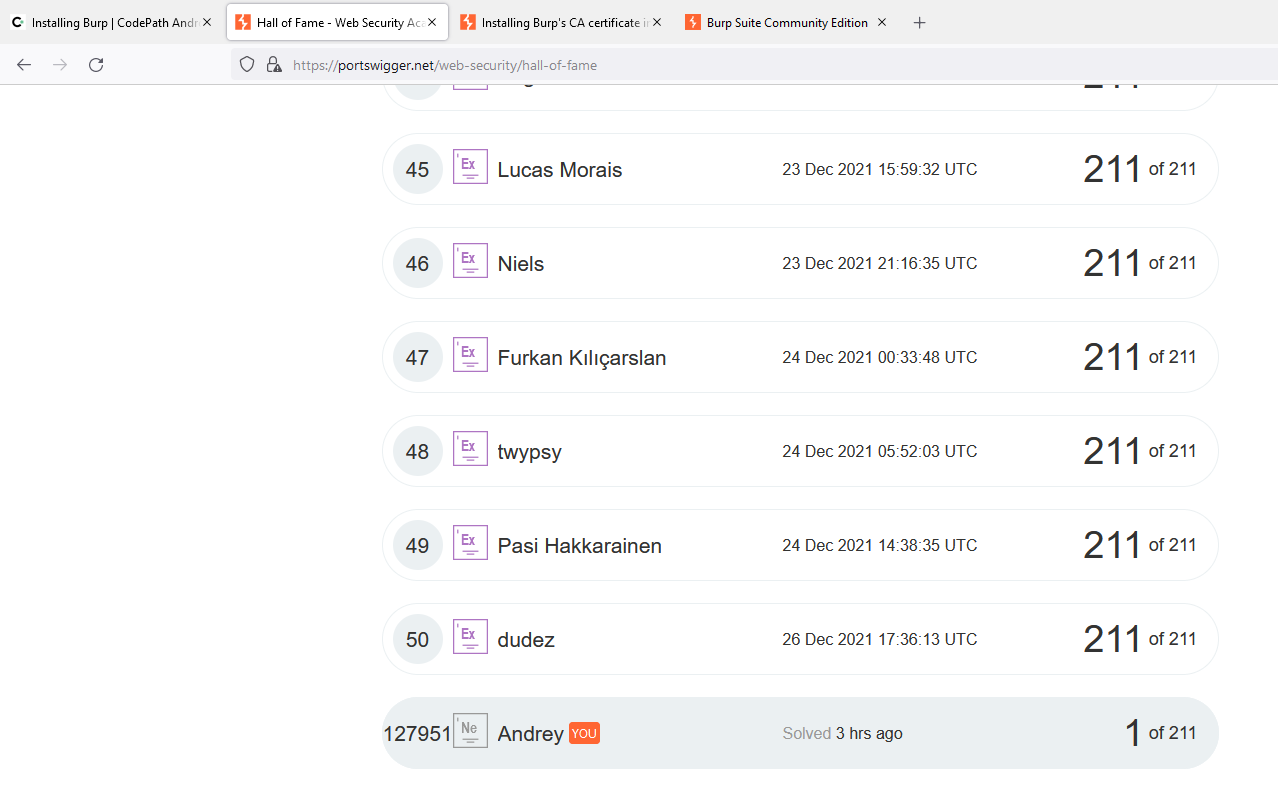 Installing Burp | CodePath Andr
Hall of Fame - Web Security Aca
Installing Burp's CA certificate in
Burp Suite Community Edition
https://portswigger.net/web-security/hall-of-fame
211 of 211
45 Ex Lucas Morais 23 Dec 2021 15:59:32 UTC 211 of 211
46 Ex Niels 23 Dec 2021 21:16:35 UTC 211 of 211
47 Ex Furkan Kılıçarslan 24 Dec 2021 00:33:48 UTC 211 of 211
48 Ex twypsy 24 Dec 2021 05:52:03 UTC 211 of 211
49 Ex Pasi Hakkarainen 24 Dec 2021 14:38:35 UTC 211 of 211
50 Ex dudez 26 Dec 2021 17:36:13 UTC 211 of 211
127951 Ne Andrey YOU Solved 3 hrs ago 1 of 211